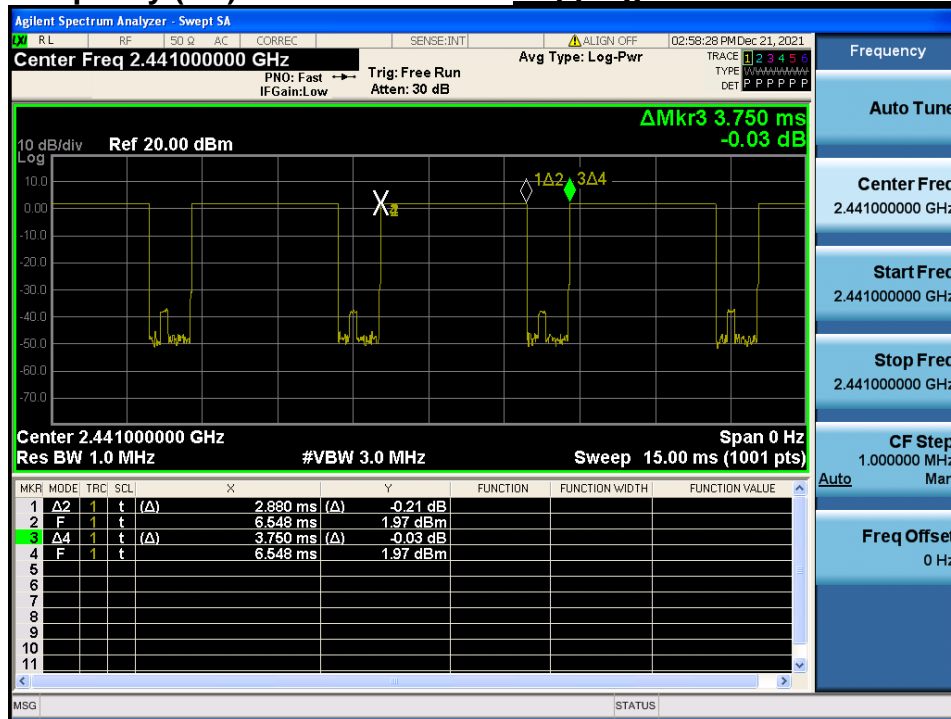 Agilent Spectrum Analyzer - Swept SA
LXI RL RF 50 Ω AC CORREC SENSE:INT ALIGN OFF 02:58:28 PM Dec 21, 2021
Center Freq 2.441000000 GHz
PNO: Fast
IFGain:Low
Trig: Free Run
Atten: 30 dB
Avg Type: Log-Pwr
TRACE 1 2 3 4 5 6
TYPE
DET P P P P P P
ΔMkr3 3.750 ms
-0.03 dB
10 dB/div Ref 20.00 dBm
Log
10.0
0.00
-10.0
-20.0
-30.0
-40.0
-50.0
-60.0
-70.0
X
1Δ2 3Δ4
Center 2.441000000 GHz Span 0 Hz
Res BW 1.0 MHz #VBW 3.0 MHz Sweep 15.00 ms (1001 pts)
MKR MODE TRC SCL X Y FUNCTION FUNCTION WIDTH FUNCTION VALUE
1 Δ2 1 t (Δ) 2.880 ms (Δ) -0.21 dB
2 F 1 t 6.548 ms 1.97 dBm
3 Δ4 1 t (Δ) 3.750 ms (Δ) -0.03 dB
4 F 1 t 6.548 ms 1.97 dBm
5
6
7
8
9
10
11
MSG STATUS
Frequency
Auto Tune
Center Freq
2.441000000 GHz
Start Freq
2.441000000 GHz
Stop Freq
2.441000000 GHz
CF Step
1.000000 MHz
Auto Man
Freq Offset
0 Hz